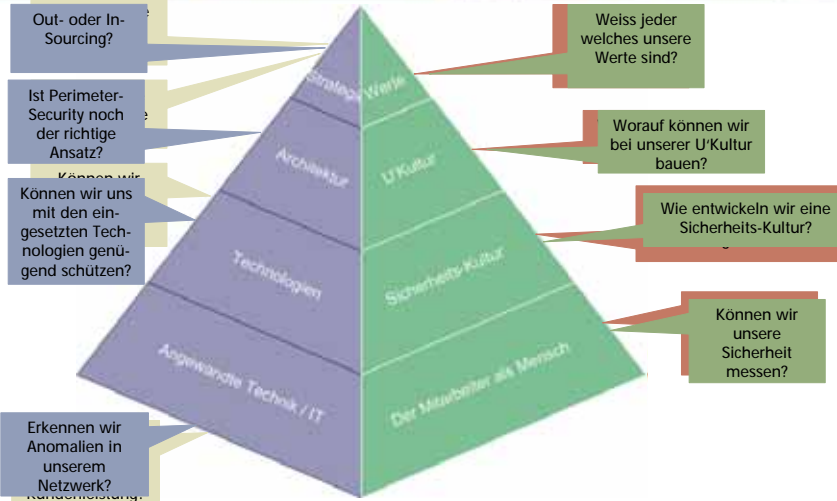 Out- oder In-
Sourcing?
Ist Perimeter-
Security noch
der richtige
Ansatz?
Können wir
Können wir uns
mit den ein-
gesetzten Tech-
nologien genü-
gend schützen?
Erkennen wir
Anomalien in
unserem
Netzwerk?
Kundenleistung?
Strategie
Architektur
Technologien
Angewandte Technik / IT
Werte
U'Kultur
Sicherheits-Kultur
Der Mitarbeiter als Mensch
Weiss jeder
welches unsere
Werte sind?
Worauf können wir
bei unserer U'Kultur
bauen?
Wie entwickeln wir eine
Sicherheits-Kultur?
Können wir
unsere
Sicherheit
messen?